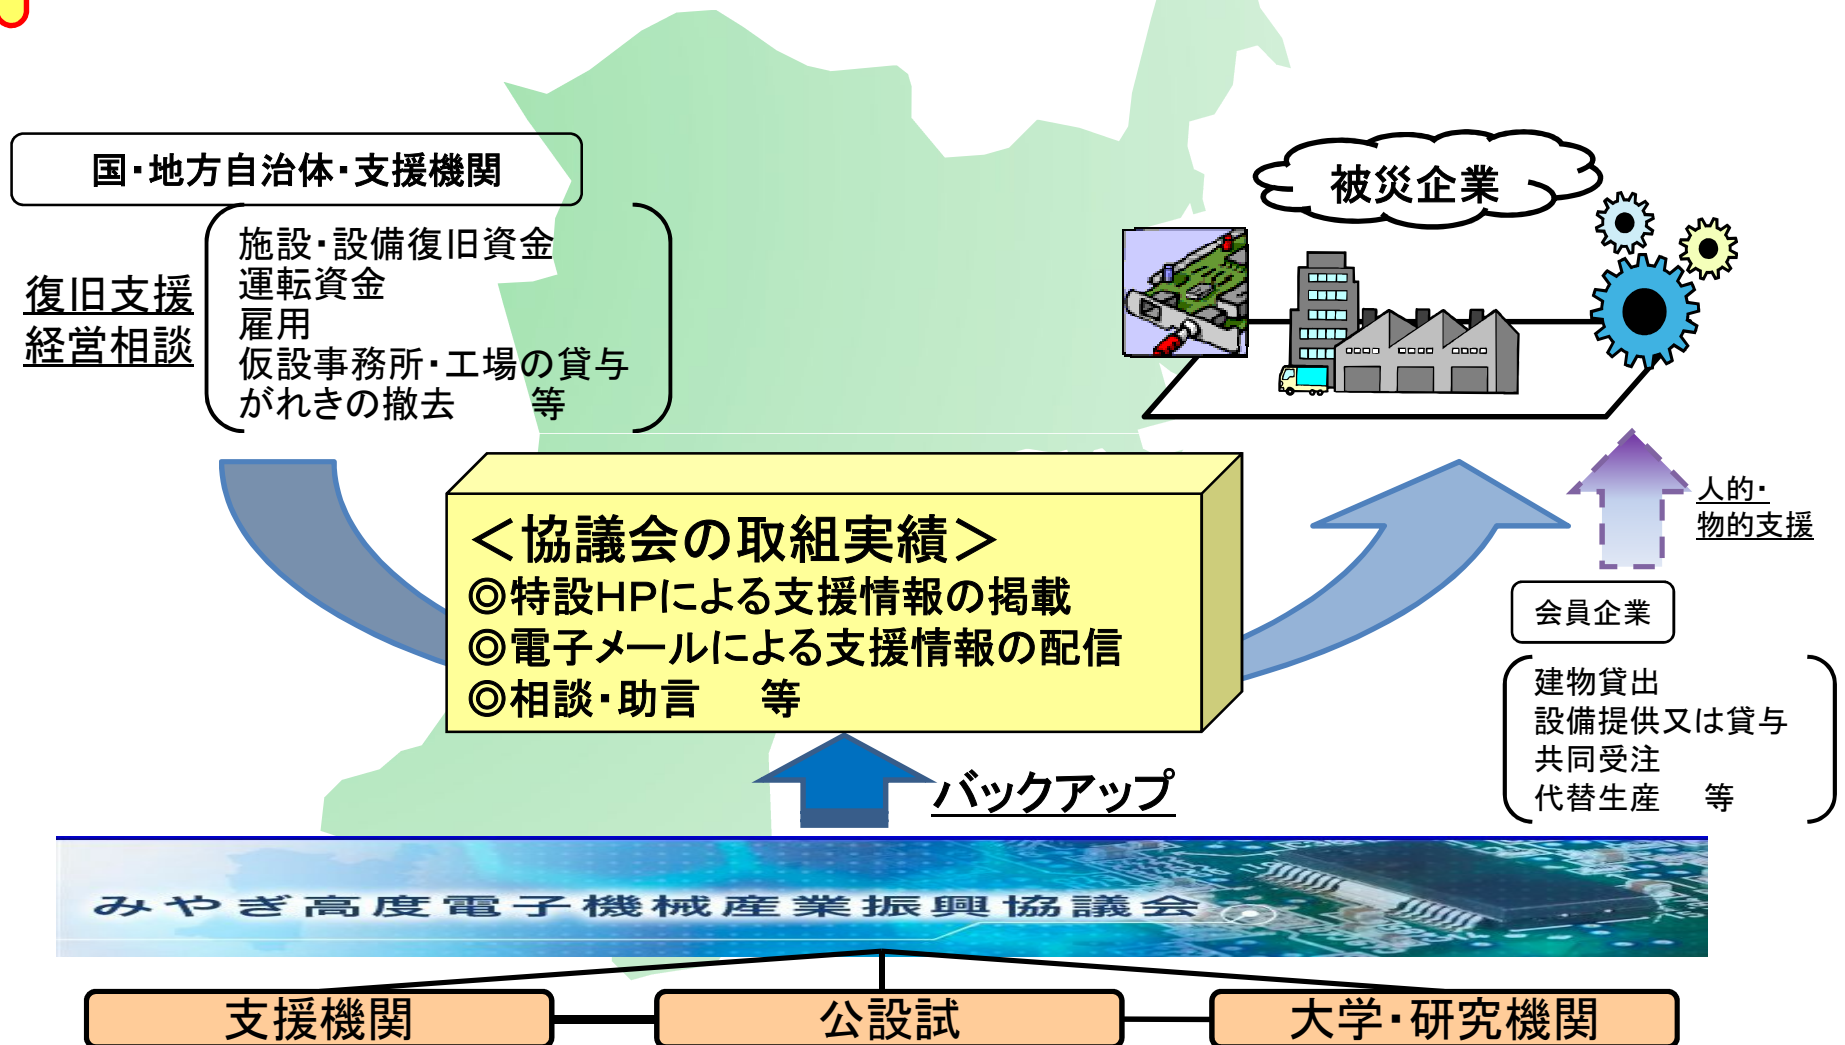 国・地方自治体・支援機関
復旧支援
経営相談
施設・設備復旧資金
運転資金
雇用
仮設事務所・工場の貸与
がれきの撤去　　等
被災企業
＜協議会の取組実績＞
◎特設HPによる支援情報の掲載
◎電子メールによる支援情報の配信
◎相談・助言　等
人的・
物的支援
会員企業
建物貸出
設備提供又は貸与
共同受注
代替生産　等
バックアップ
みやぎ高度電子機械産業振興協議会
支援機関
公設試
大学・研究機関